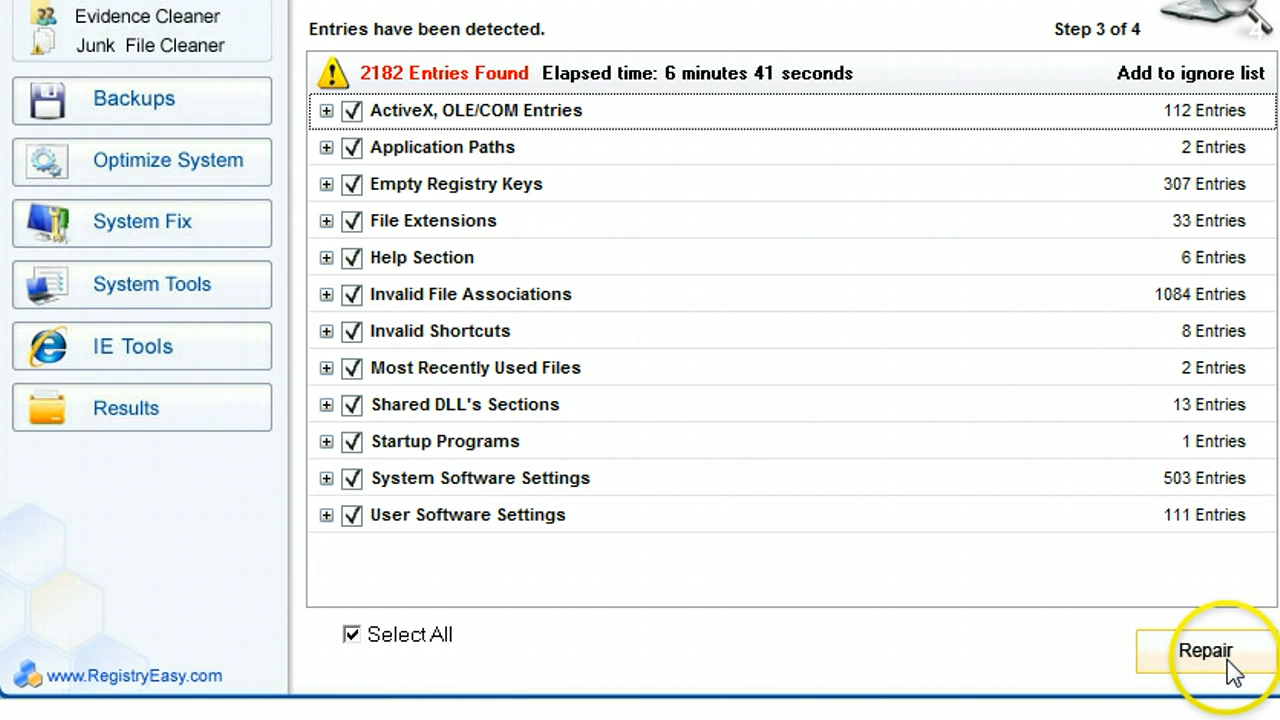 Evidence Cleaner
Junk File Cleaner
Backups
Optimize System
System Fix
System Tools
IE Tools
Results
www.RegistryEasy.com
Entries have been detected.
Step 3 of 4
2182 Entries Found Elapsed time: 6 minutes 41 seconds Add to ignore list
ActiveX, OLE/COM Entries 112 Entries
Application Paths 2 Entries
Empty Registry Keys 307 Entries
File Extensions 33 Entries
Help Section 6 Entries
Invalid File Associations 1084 Entries
Invalid Shortcuts 8 Entries
Most Recently Used Files 2 Entries
Shared DLL's Sections 13 Entries
Startup Programs 1 Entries
System Software Settings 503 Entries
User Software Settings 111 Entries
Select All
Repair